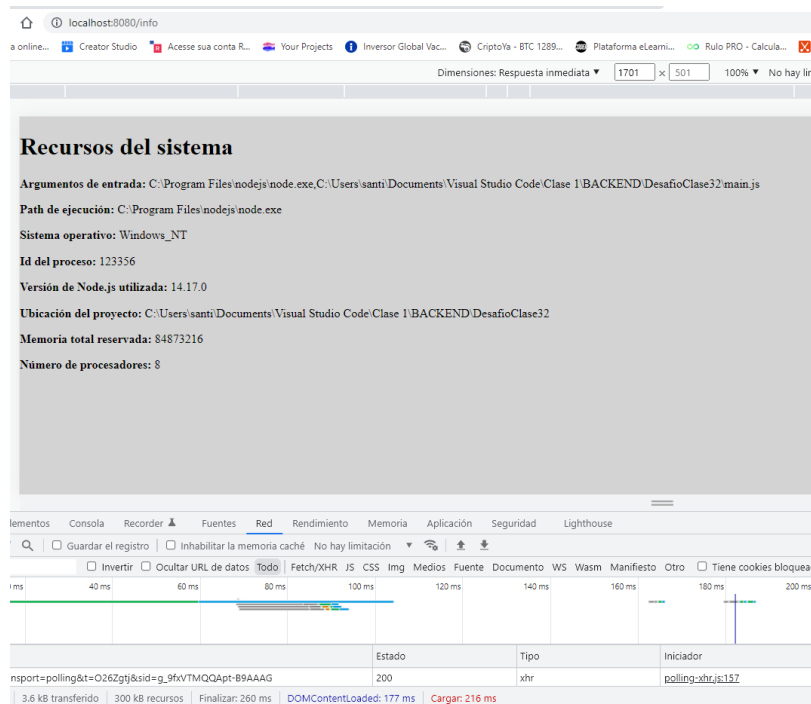 localhost:8080/info
a online... Creator Studio Acesse sua conta R... Your Projects Inversor Global Vac... CriptoYa - BTC 1289... Plataforma eLearni... Rulo PRO - Calcula...
Dimensiones: Respuesta inmediata ▼ 1701 × 501 100% ▼ No hay lin
Recursos del sistema
Argumentos de entrada: C:\Program Files\nodejs\node.exe,C:\Users\santi\Documents\Visual Studio Code\Clase 1\BACKEND\DesafioClase32\main.js
Path de ejecución: C:\Program Files\nodejs\node.exe
Sistema operativo: Windows_NT
Id del proceso: 123356
Versión de Node.js utilizada: 14.17.0
Ubicación del proyecto: C:\Users\santi\Documents\Visual Studio Code\Clase 1\BACKEND\DesafioClase32
Memoria total reservada: 84873216
Número de procesadores: 8
lementos Consola Recorder Fuentes Red Rendimiento Memoria Aplicación Seguridad Lighthouse
Guardar el registro Inhabilitar la memoria caché No hay limitación ▼
Invertir Ocultar URL de datos Todo Fetch/XHR JS CSS Img Medios Fuente Documento WS Wasm Manifiesto Otro Tiene cookies bloquea
ms 40 ms 60 ms 80 ms 100 ms 120 ms 140 ms 160 ms 180 ms 200 ms
Estado Tipo Iniciador
nsport=polling&t=O26Zgtj&sid=g_9fxVTMQQApt-B9AAAG 200 xhr polling-xhr.js:157
3.6 kB transferido 300 kB recursos Finalizar: 260 ms DOMContentLoaded: 177 ms Cargar: 216 ms